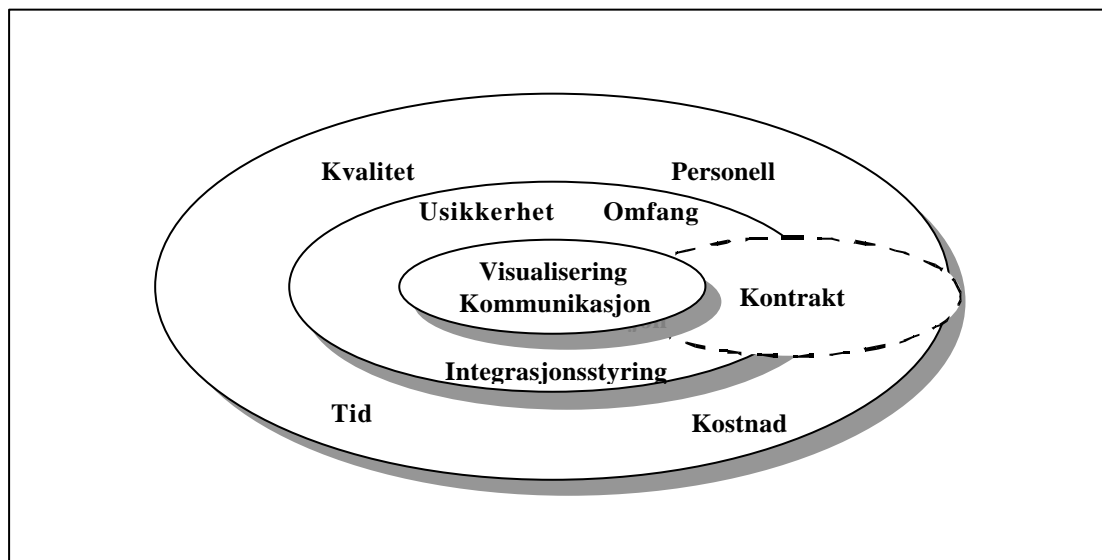 Kvalitet Personell
Usikkerhet Omfang
Visualisering
Kommunikasjon
Kontrakt
Integrasjonsstyring
Tid
Kostnad